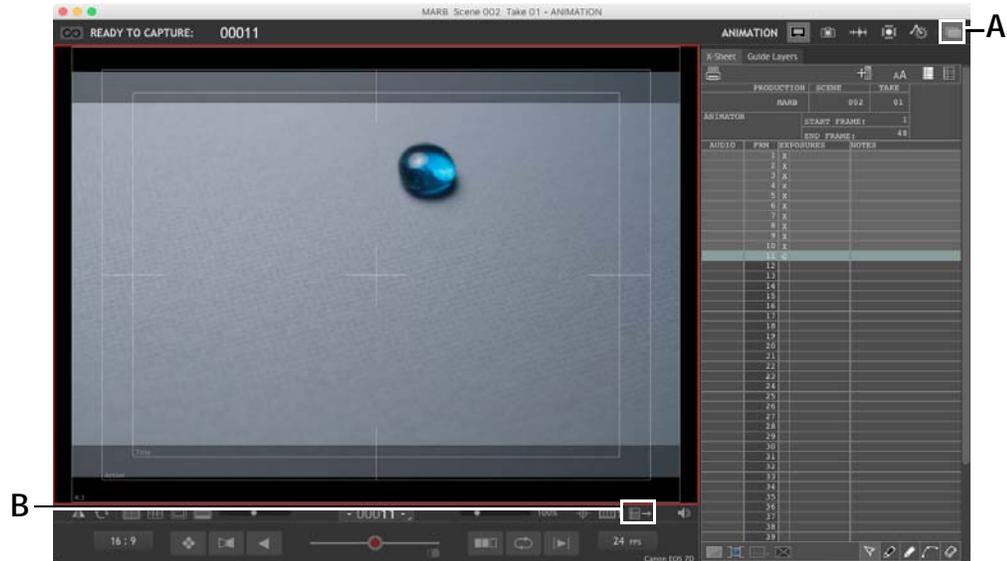 MARB Scene 002 Take 01 - ANIMATION
READY TO CAPTURE: 00011
ANIMATION
A
X-Sheet Guide Layers
AA
PRODUCTION SCENE TAKE
MARB 002 01
ANIMATOR
START FRAME: 1
END FRAME: 48
AUDIO FRM EXPOSURES NOTES
1 X
2 X
3 X
4 X
5 X
6 X
7 X
8 X
9 X
10 X
11 C
12
13
14
15
16
17
18
19
20
21
22
23
24
25
26
27
28
29
30
31
32
33
34
35
36
37
38
39
Title
Action
4:3
B
- 00011 -
100%
16 : 9
24 FPS
Canon EOS 7D